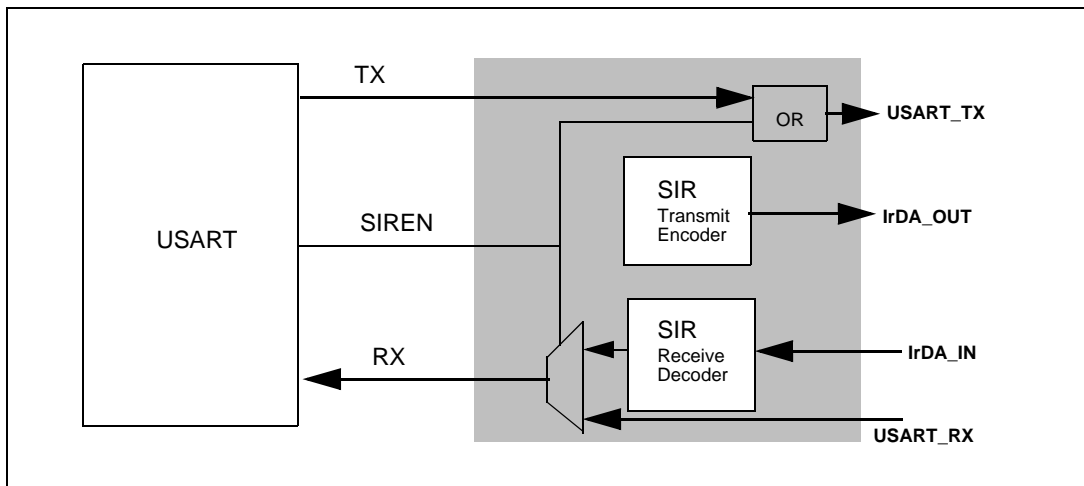 TX
OR
USART_TX
SIR
Transmit
Encoder
IrDA_OUT
USART
SIREN
SIR
Receive
Decoder
IrDA_IN
RX
USART_RX